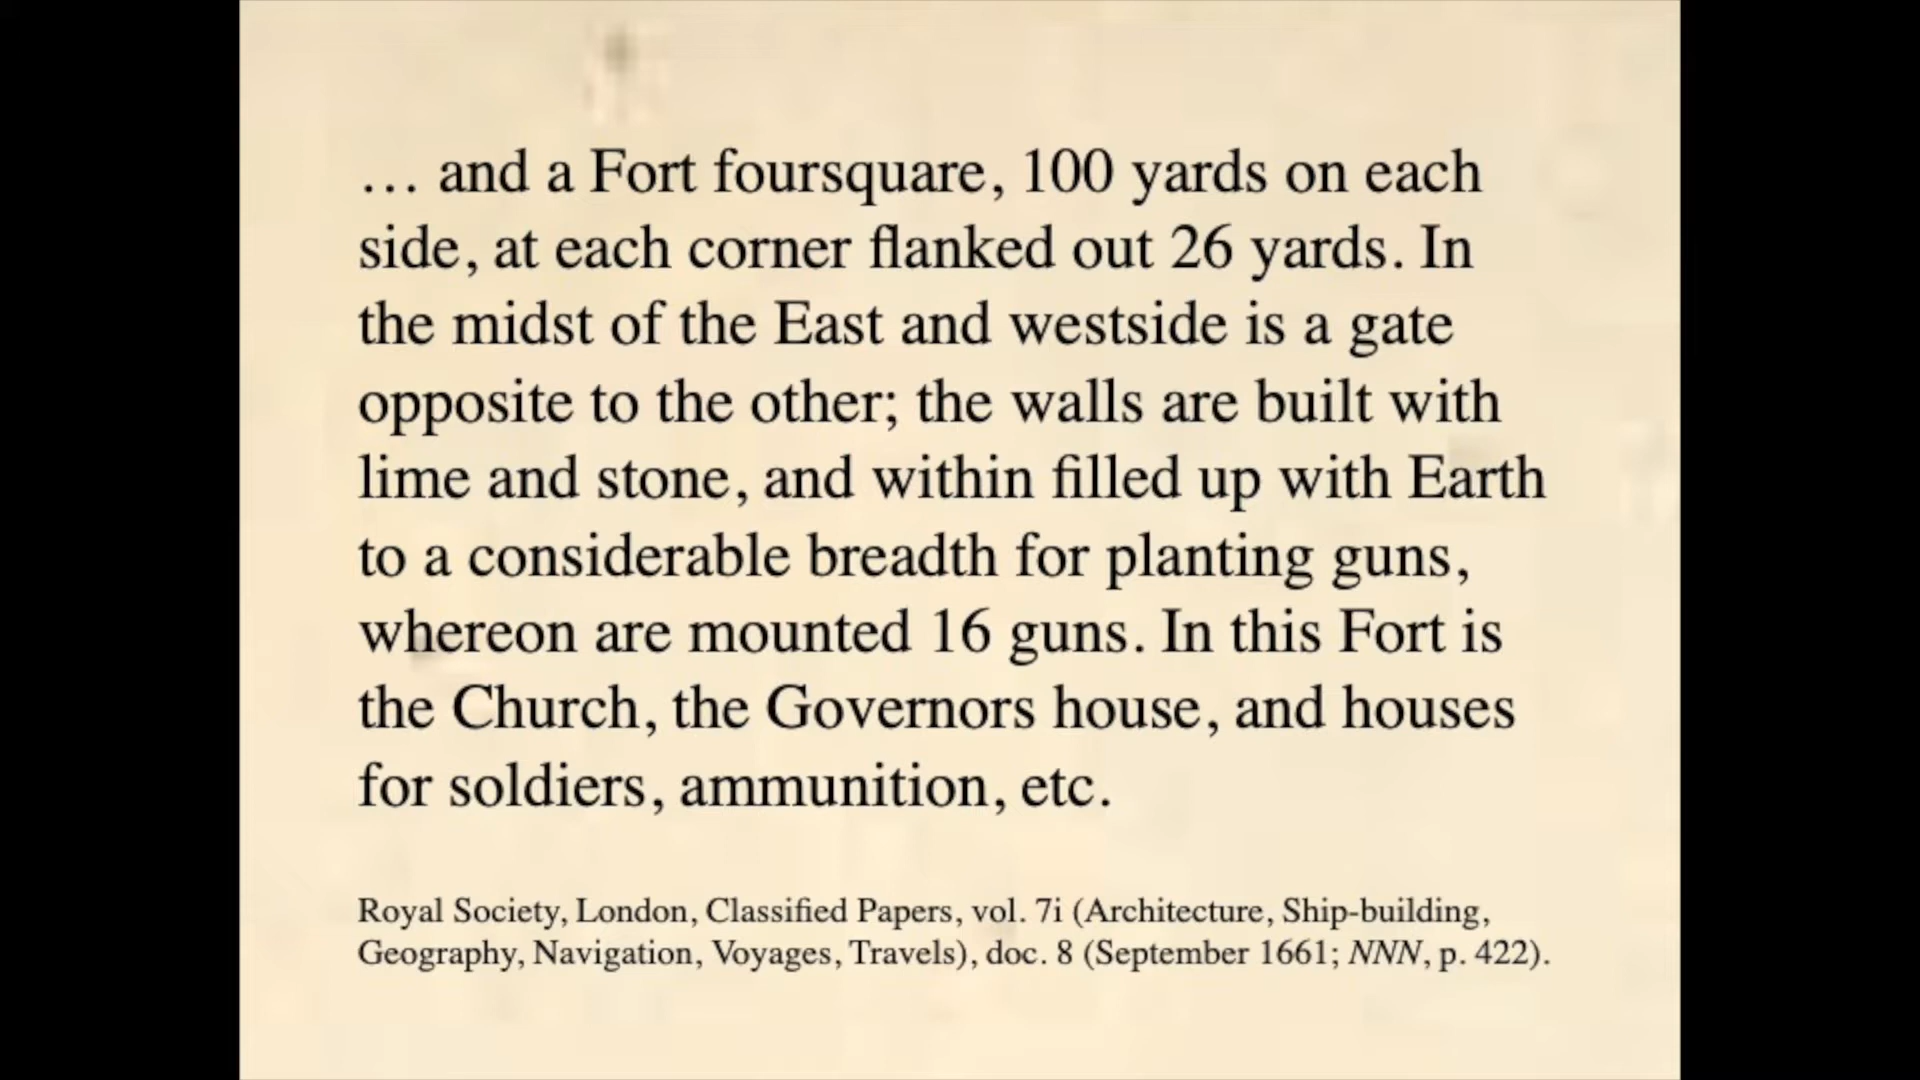 … and a Fort foursquare, 100 yards on each
side, at each corner flanked out 26 yards. In
the midst of the East and westside is a gate
opposite to the other; the walls are built with
lime and stone, and within filled up with Earth
to a considerable breadth for planting guns,
whereon are mounted 16 guns. In this Fort is
the Church, the Governors house, and houses
for soldiers, ammunition, etc.
Royal Society, London, Classified Papers, vol. 7i (Architecture, Ship-building,
Geography, Navigation, Voyages, Travels), doc. 8 (September 1661; NNN, p. 422).